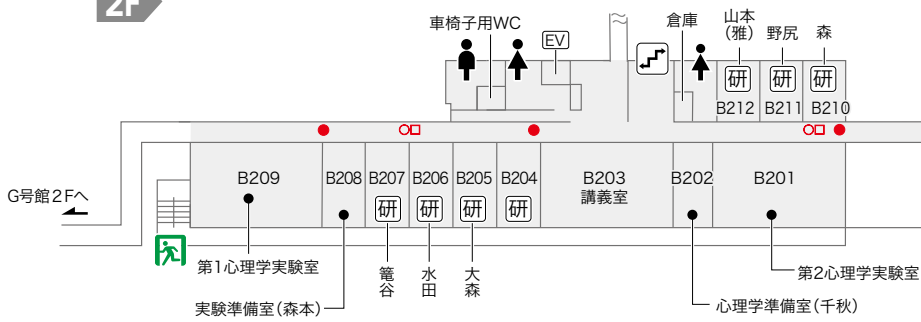 2F
車椅子用WC
EV
倉庫
山本
(雅)
野尻
森
研
研
研
B212
B211
B210
B209
B208
B207
B206
B205
B204
B203
講義室
B202
B201
研
研
研
研
G号館2Fへ
籠谷
水田
大森
第1心理学実験室
実験準備室(森本)
第2心理学実験室
心理学準備室(千秋)